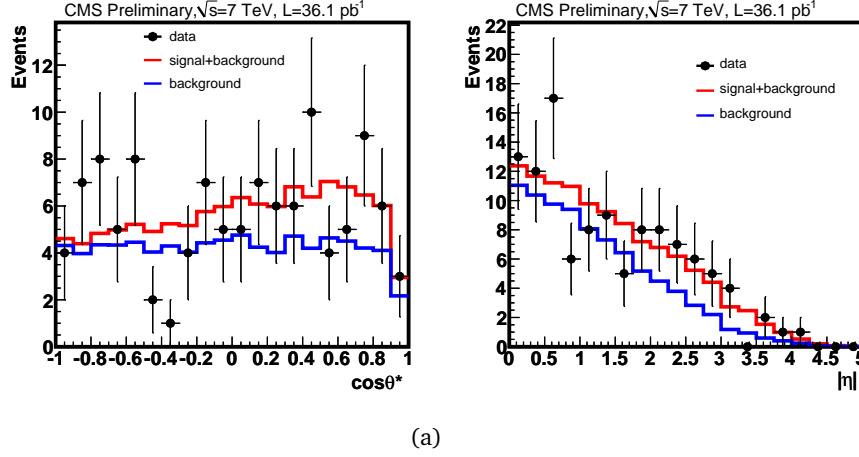 CMS Preliminary,√s=7 TeV, L=36.1 pb¹
Events
12
10
8
6
4
2
0
data
signal+background
background
-1 -0.8 -0.6 -0.4 -0.2 0 0.2 0.4 0.6 0.8 1
cosθ*
CMS Preliminary,√s=7 TeV, L=36.1 pb¹
Events
22
20
18
16
14
12
10
8
6
4
2
0
data
signal+background
background
0 0.5 1 1.5 2 2.5 3 3.5 4 4.5 5
|η|
(a)